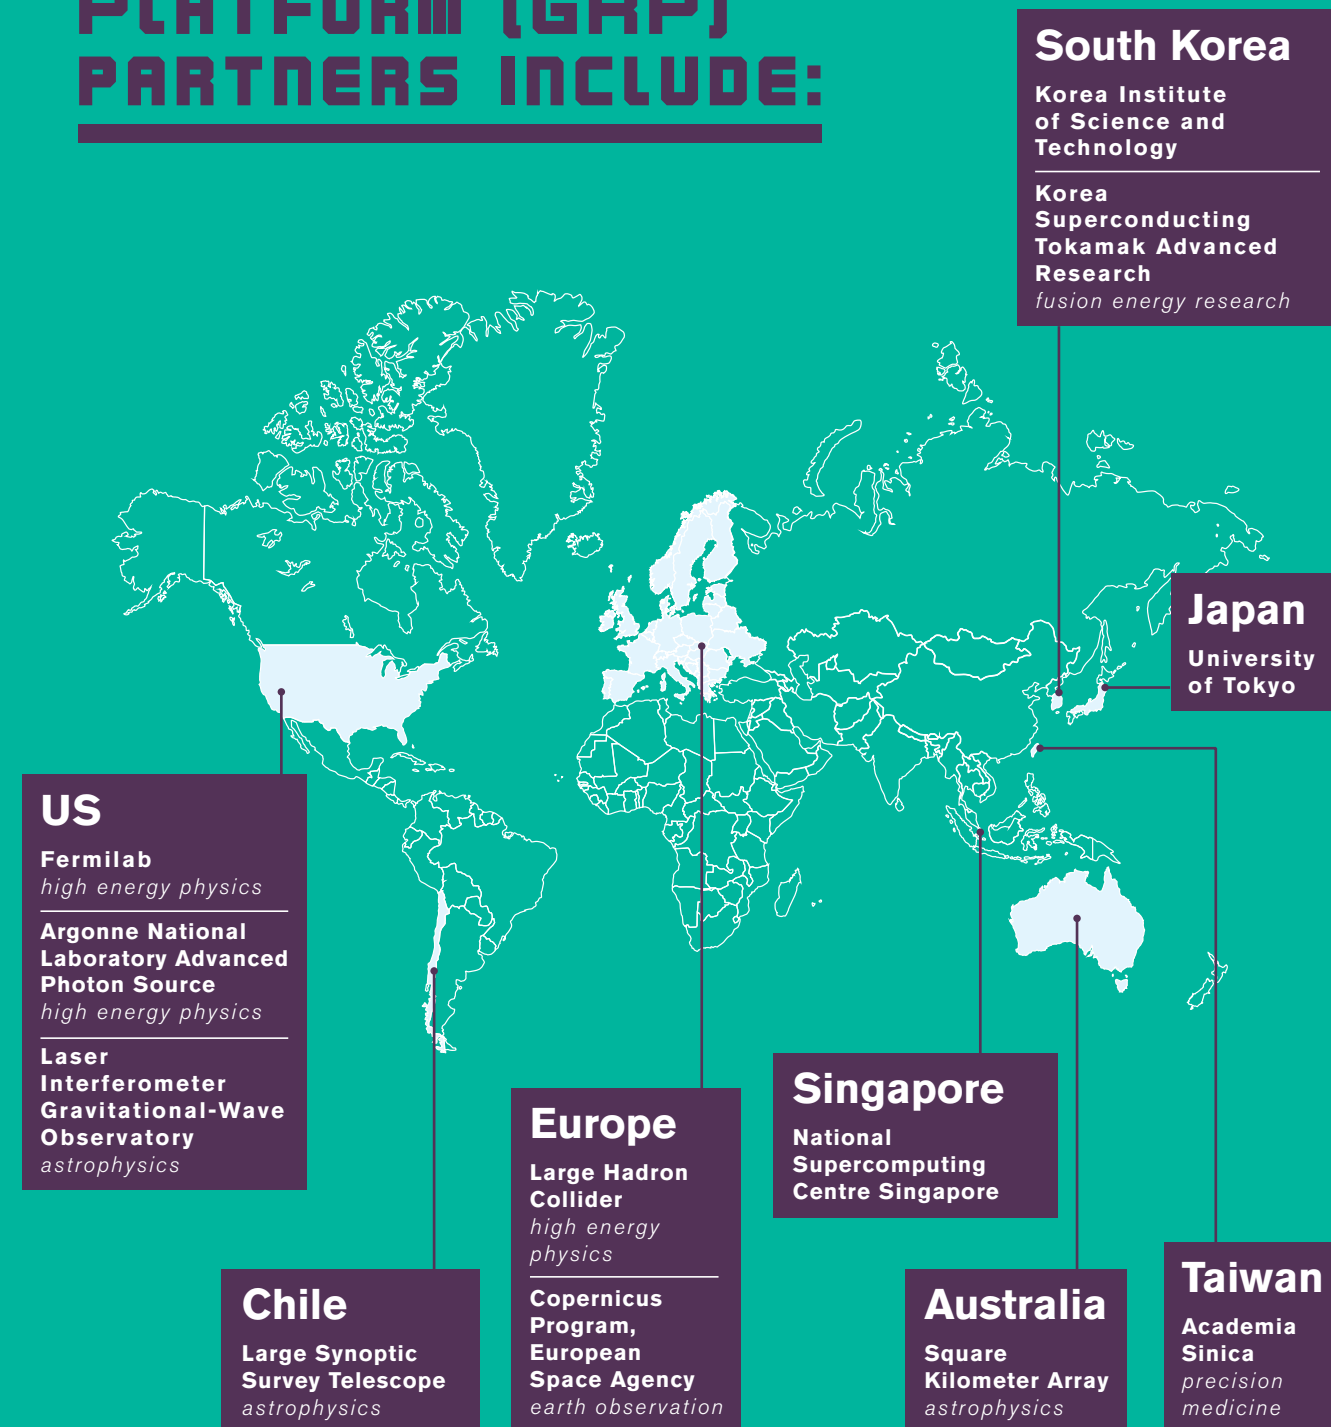 PLATFORM (GRP)
PARTNERS INCLUDE:
South Korea
Korea Institute
of Science and
Technology
Korea
Superconducting
Tokamak Advanced
Research
fusion energy research
Japan
University
of Tokyo
US
Fermilab
high energy physics
Argonne National
Laboratory Advanced
Photon Source
high energy physics
Laser
Interferometer
Gravitational-Wave
Observatory
astrophysics
Chile
Large Synoptic
Survey Telescope
astrophysics
Europe
Large Hadron
Collider
high energy
physics
Copernicus
Program,
European
Space Agency
earth observation
Singapore
National
Supercomputing
Centre Singapore
Australia
Square
Kilometer Array
astrophysics
Taiwan
Academia
Sinica
precision
medicine